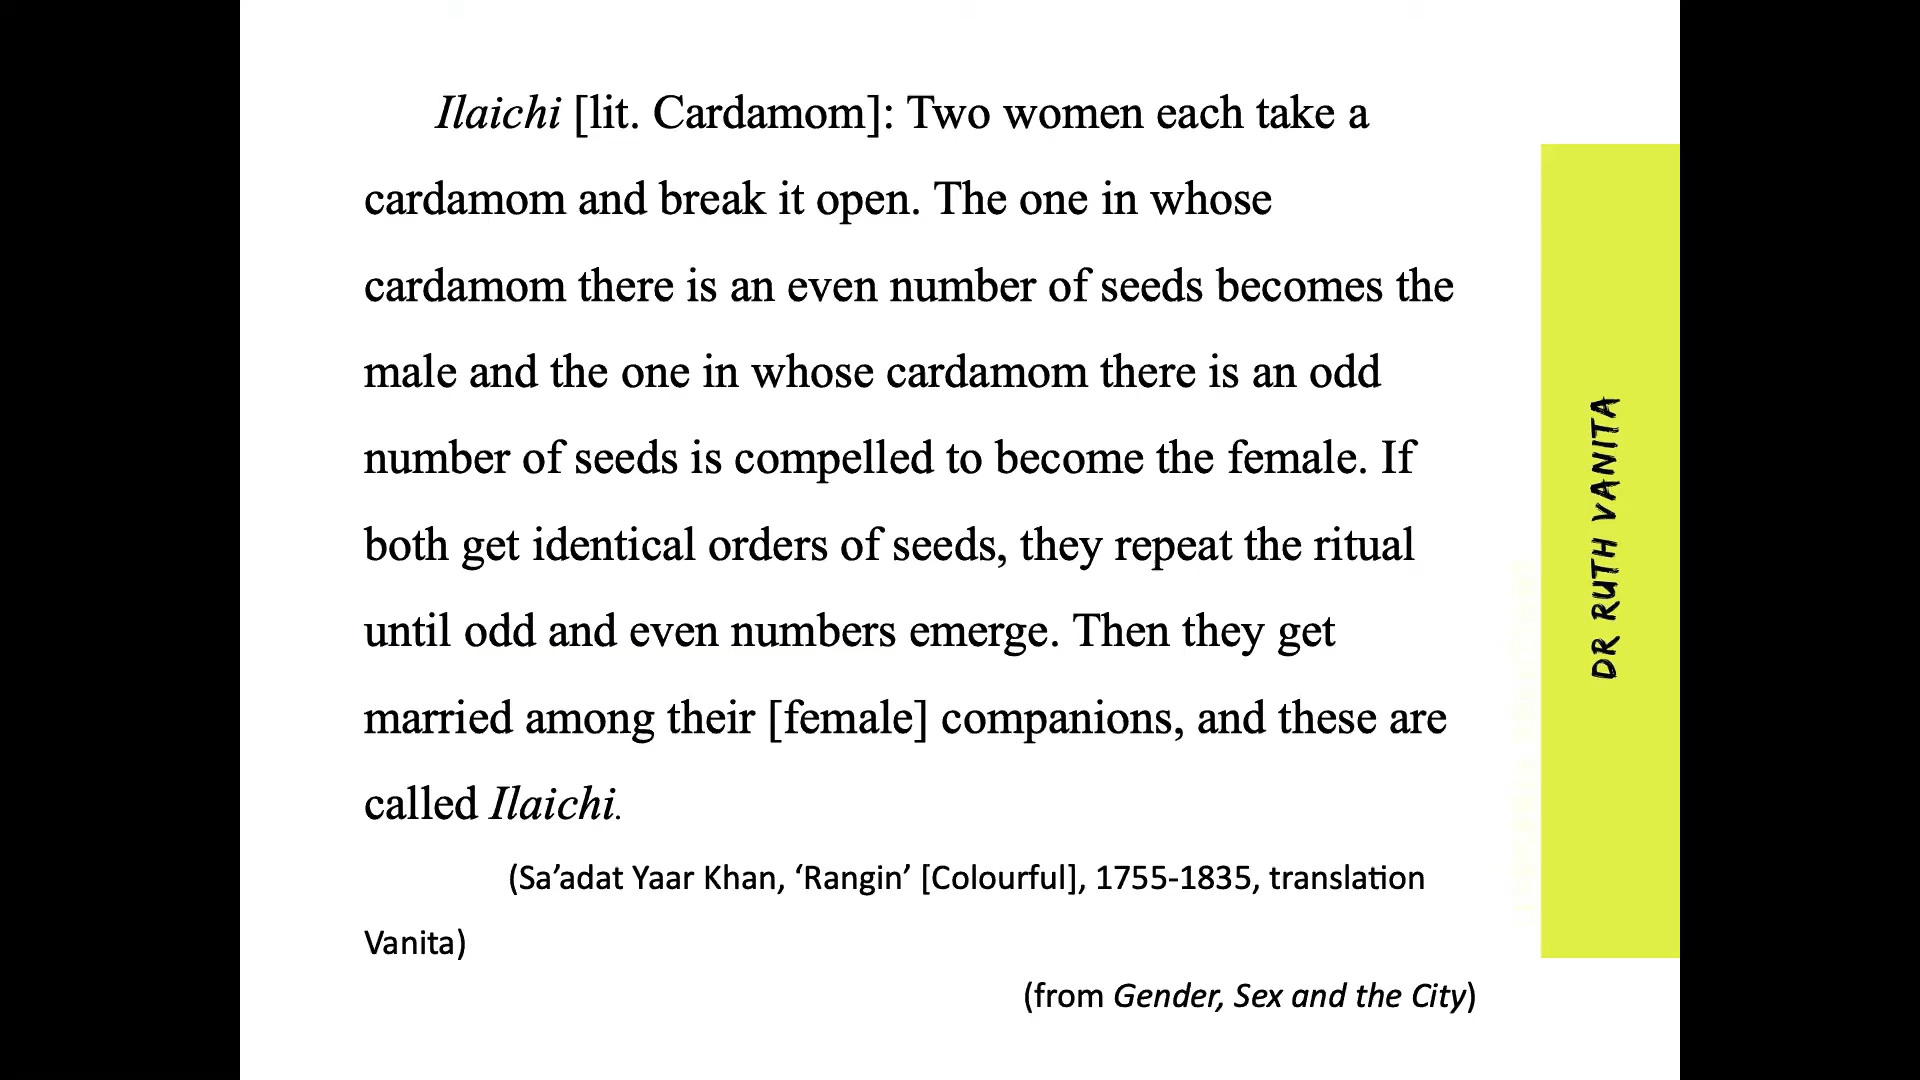 Ilaichi [lit. Cardamom]: Two women each take a
cardamom and break it open. The one in whose
cardamom there is an even number of seeds becomes the
male and the one in whose cardamom there is an odd
number of seeds is compelled to become the female. If
both get identical orders of seeds, they repeat the ritual
until odd and even numbers emerge. Then they get
married among their [female] companions, and these are
called Ilaichi.
(Sa’adat Yaar Khan, ‘Rangin’ [Colourful], 1755-1835, translation
Vanita)
(from Gender, Sex and the City)
DR RUTH VANITA